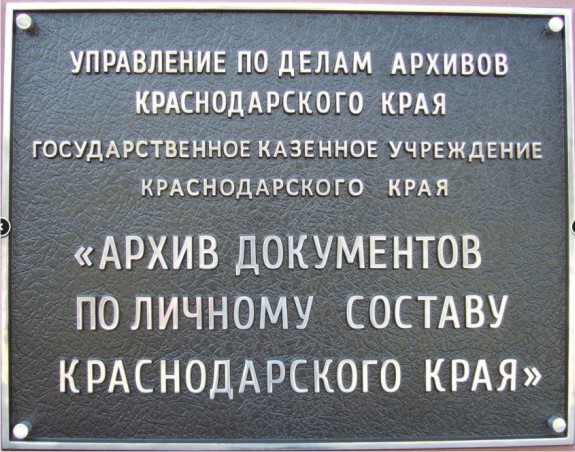 УПРАВЛЕНИЕ ПО ДЕЛАМ АРХИВОВ
КРАСНОДАРСКОГО КРАЯ
ГОСУДАРСТВЕННОЕ КАЗЕННОЕ УЧРЕЖДЕНИЕ
КРАСНОДАРСКОГО КРАЯ
«АРХИВ ДОКУМЕНТОВ
ПО ЛИЧНОМУ СОСТАВУ
КРАСНОДАРСКОГО КРАЯ»